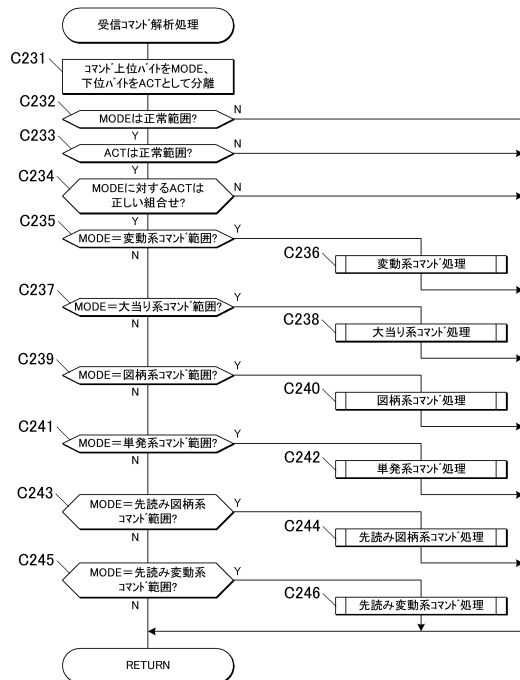 受信コマンド解析処理
C231
コマンド上位バイトをMODE、
下位バイトをACTとして分離
C232
MODEは正常範囲?
N
Y
C233
ACTは正常範囲?
N
Y
C234
MODEに対するACTは
正しい組合せ?
N
Y
C235
MODE=変動系コマンド範囲?
Y
N
C236
変動系コマンド処理
C237
MODE=大当り系コマンド範囲?
Y
N
C238
大当り系コマンド処理
C239
MODE=図柄系コマンド範囲?
Y
N
C240
図柄系コマンド処理
C241
MODE=単発系コマンド範囲?
Y
N
C242
単発系コマンド処理
C243
MODE=先読み図柄系
コマンド範囲?
Y
N
C244
先読み図柄系コマンド処理
C245
MODE=先読み変動系
コマンド範囲?
Y
N
C246
先読み変動系コマンド処理
RETURN